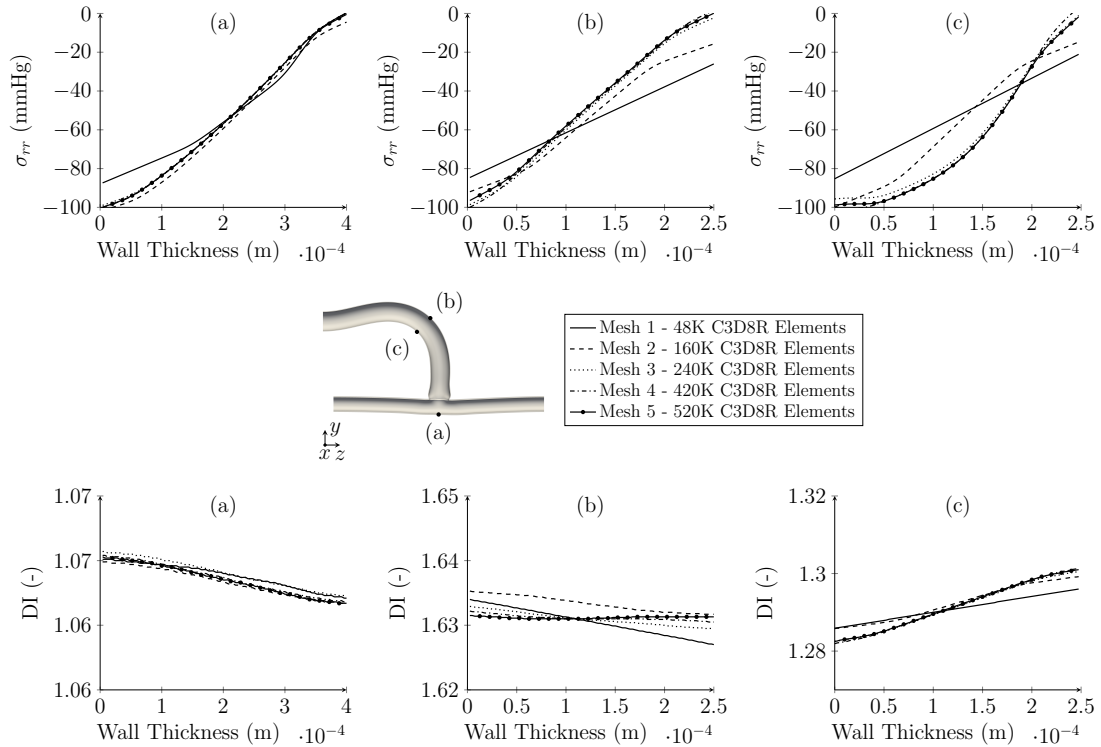 (a)
0
−20
−40
−60
−80
−100
σrr (mmHg)
0 1 2 3 4
Wall Thickness (m) ·10−4
(b)
0
−20
−40
−60
−80
−100
σrr (mmHg)
0 0.5 1 1.5 2 2.5
Wall Thickness (m) ·10−4
(c)
0
−20
−40
−60
−80
−100
σrr (mmHg)
0 0.5 1 1.5 2 2.5
Wall Thickness (m) ·10−4
(b)
(c)
(a)
y
x z
Mesh 1 - 48K C3D8R Elements
Mesh 2 - 160K C3D8R Elements
Mesh 3 - 240K C3D8R Elements
Mesh 4 - 420K C3D8R Elements
Mesh 5 - 520K C3D8R Elements
(a)
1.07
1.07
1.06
1.06
DI (-)
0 1 2 3 4
Wall Thickness (m) ·10−4
(b)
1.65
1.64
1.63
1.62
DI (-)
0 0.5 1 1.5 2 2.5
Wall Thickness (m) ·10−4
(c)
1.32
1.3
1.28
DI (-)
0 0.5 1 1.5 2 2.5
Wall Thickness (m) ·10−4